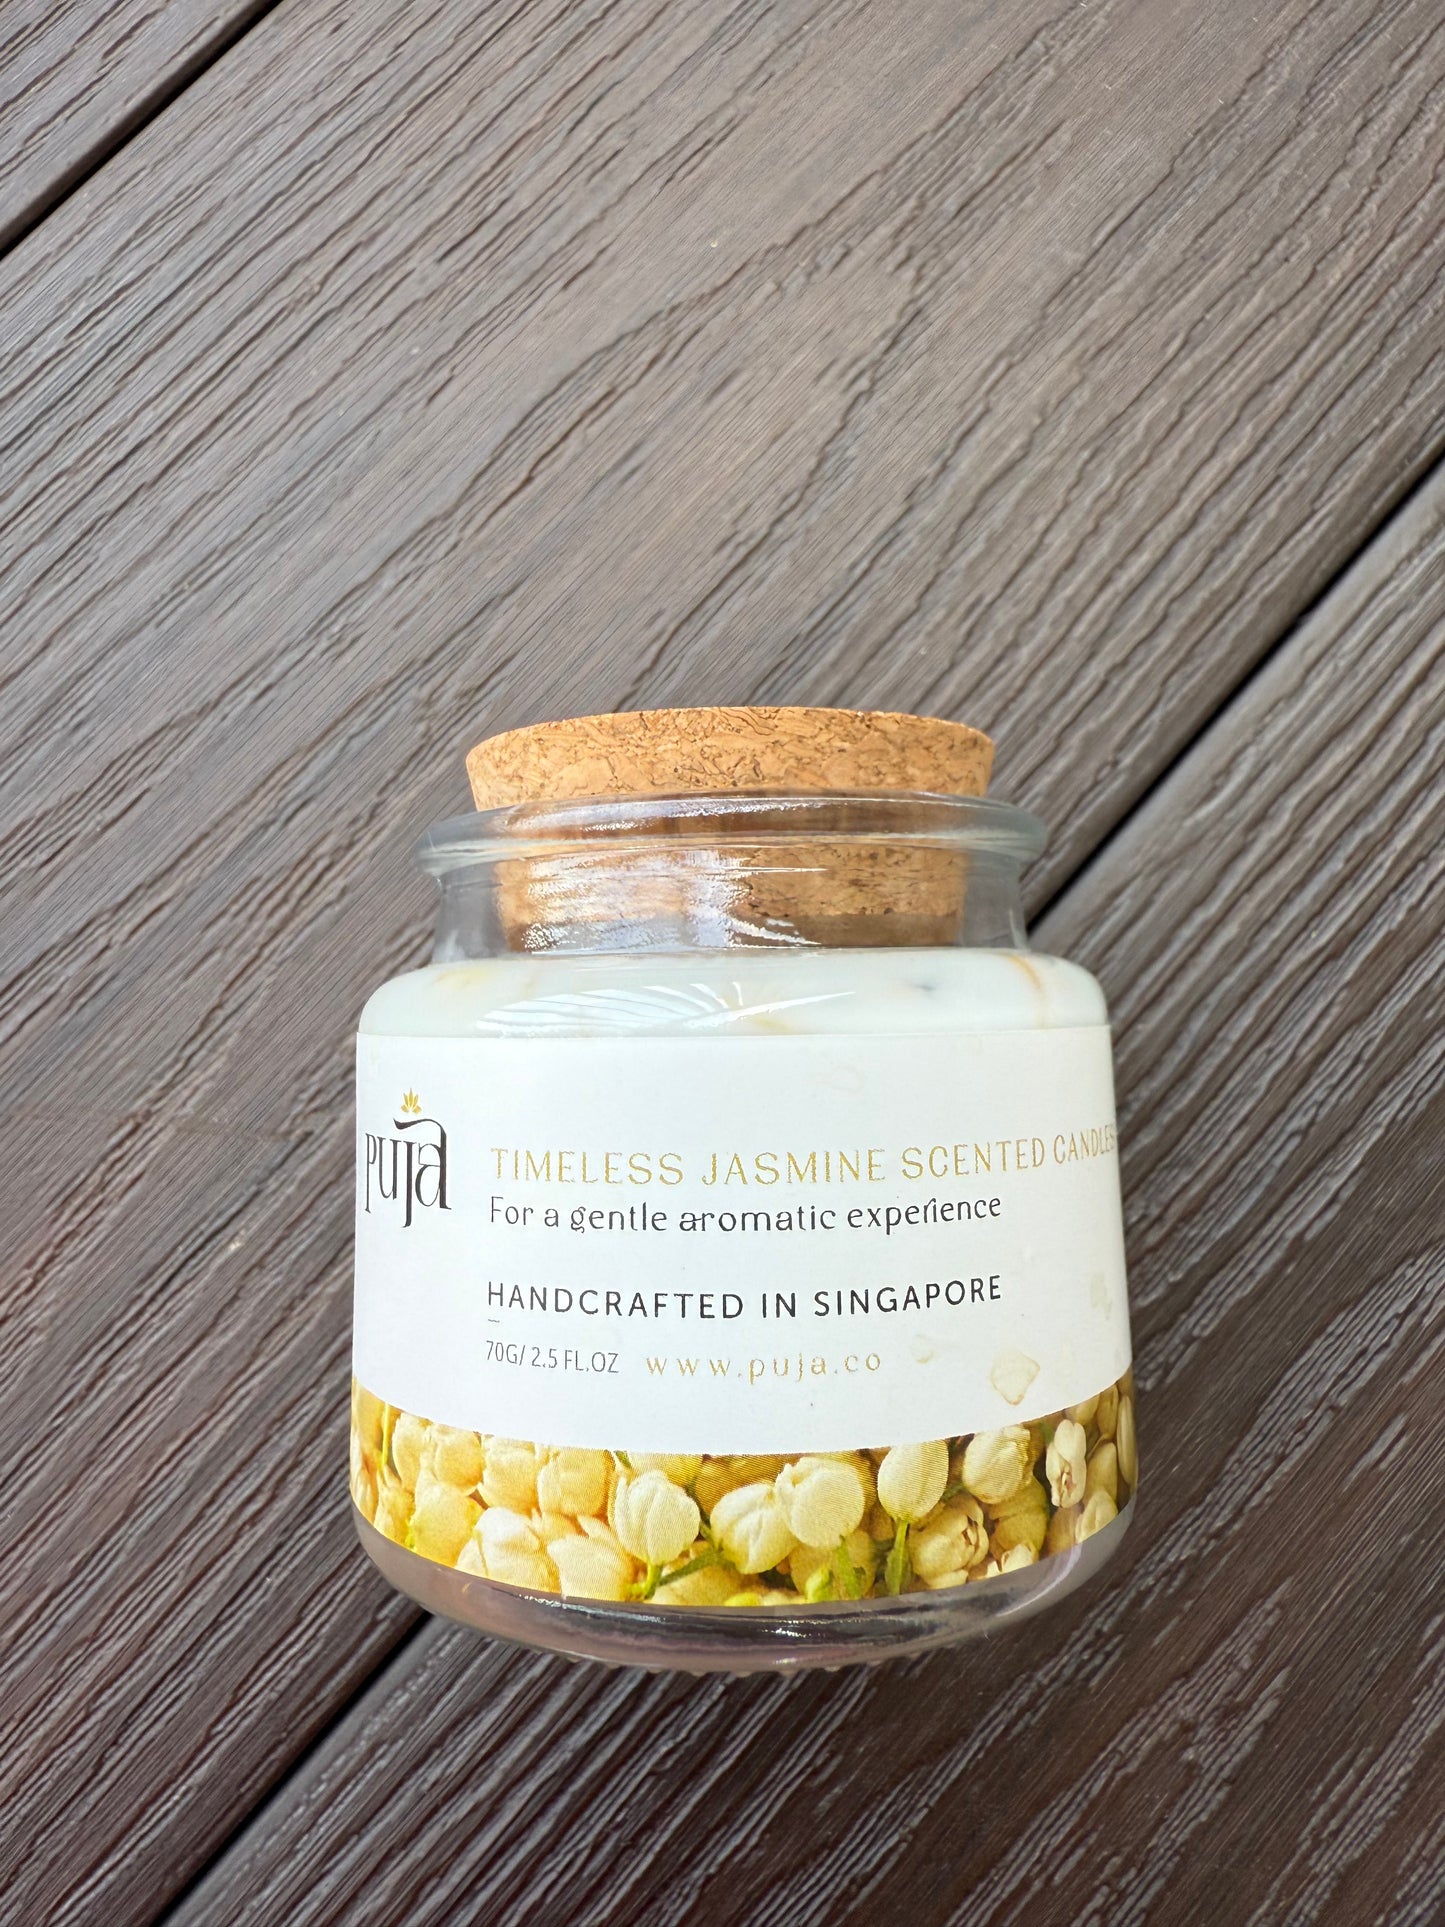 puja
TIMELESS JASMINE SCENTED CANDLES
For a gentle aromatic experience
HANDCRAFTED IN SINGAPORE
70G/ 2.5 FL.OZ www.puja.co